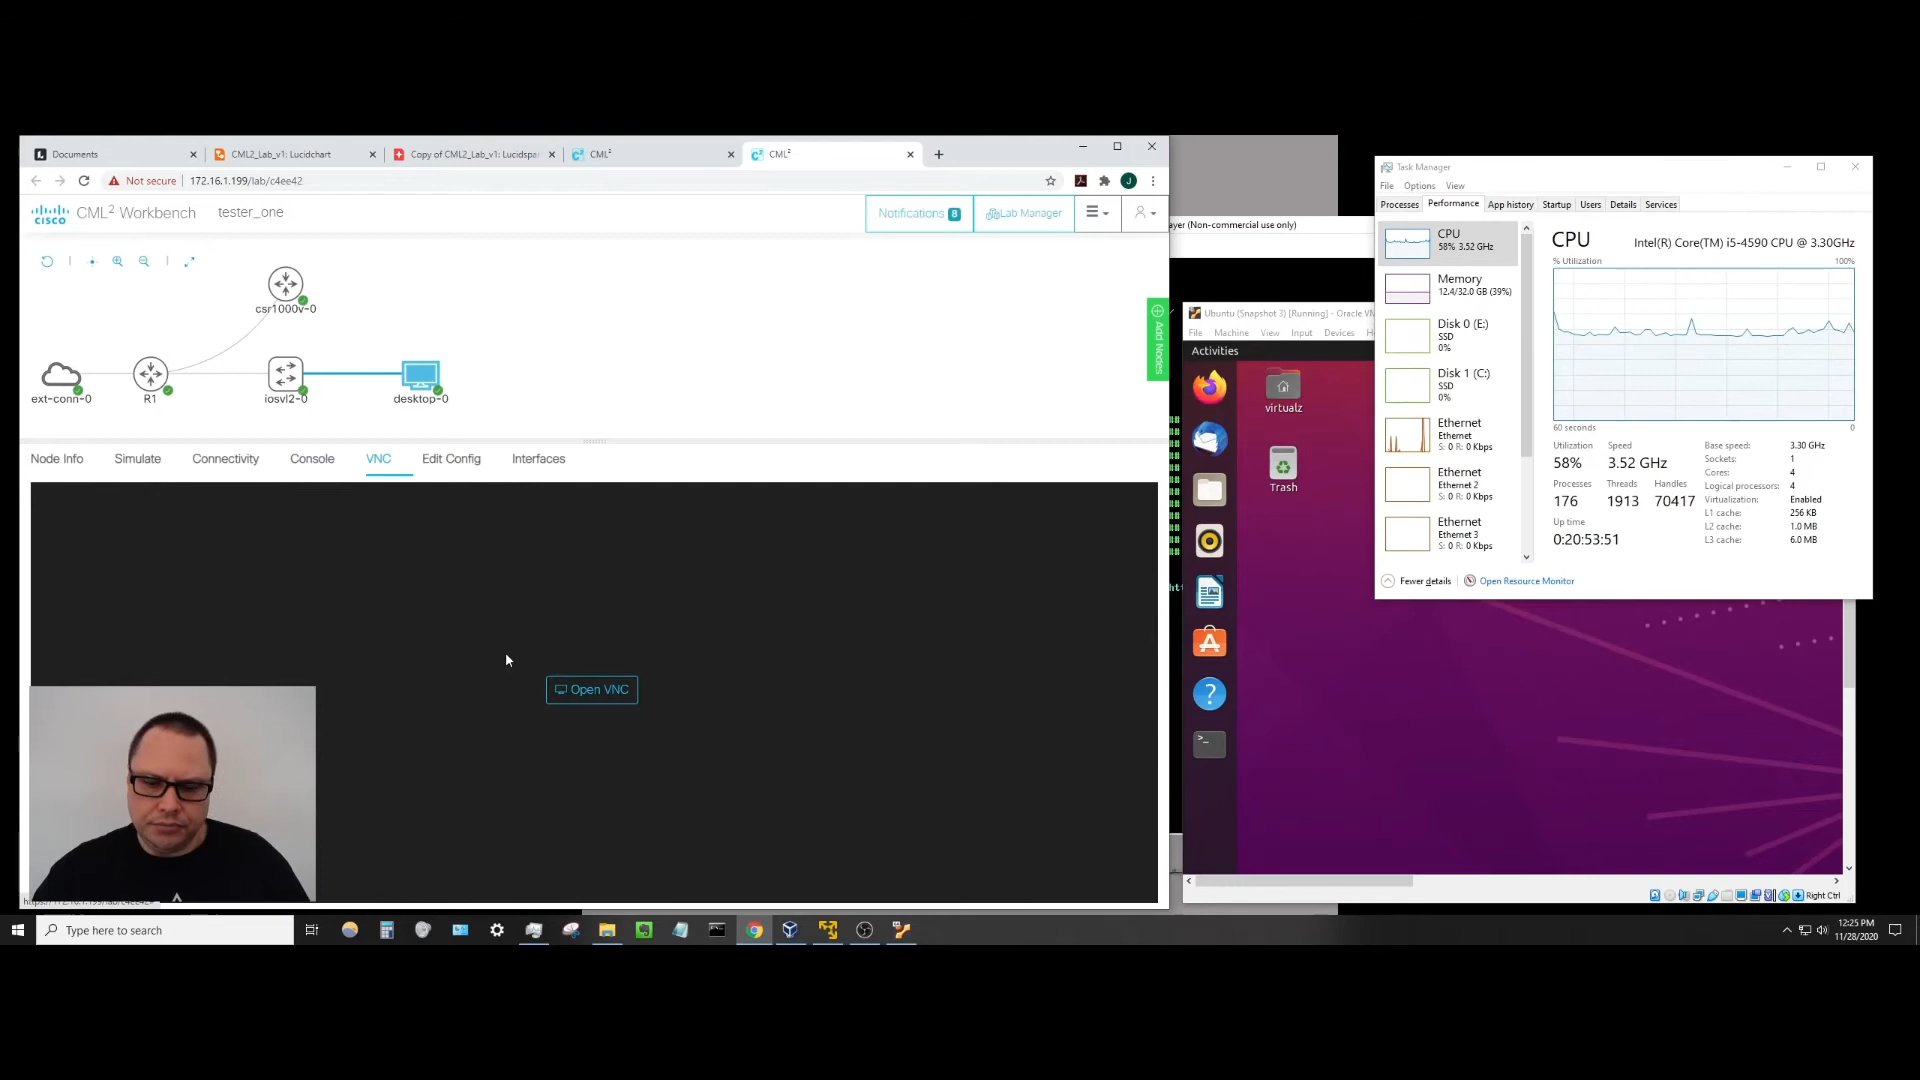 Documents
CML2_Lab_v1: Lucidchart
Copy of CML2_Lab_v1: Lucidspa
CML²
CML²
Not secure
172.16.1.199/lab/c4ee42
J
CISCO
CML² Workbench
tester_one
Notifications 8
Lab Manager
csr1000v-0
ext-conn-0
R1
iosvl2-0
desktop-0
Add Nodes
Node Info
Simulate
Connectivity
Console
VNC
Edit Config
Interfaces
Open VNC
ayer (Non-commercial use only)
Ubuntu (Snapshot 3) [Running] - Oracle VM
File
Machine
View
Input
Devices
Activities
virtualz
Trash
Right Ctrl
Task Manager
File
Options
View
Processes
Performance
App history
Startup
Users
Details
Services
CPU
58% 3.52 GHz
Memory
12.4/32.0 GB (39%)
Disk 0 (E:)
SSD
0%
Disk 1 (C:)
SSD
0%
Ethernet
Ethernet
S: 0 R: 0 Kbps
Ethernet
Ethernet 2
S: 0 R: 0 Kbps
Ethernet
Ethernet 3
S: 0 R: 0 Kbps
CPU
Intel(R) Core(TM) i5-4590 CPU @ 3.30GHz
% Utilization
100%
60 seconds
0
Utilization
58%
Speed
3.52 GHz
Processes
176
Threads
1913
Handles
70417
Up time
0:20:53:51
Base speed: 3.30 GHz
Sockets: 1
Cores: 4
Logical processors: 4
Virtualization: Enabled
L1 cache: 256 KB
L2 cache: 1.0 MB
L3 cache: 6.0 MB
Fewer details
Open Resource Monitor
Type here to search
12:25 PM
11/28/2020